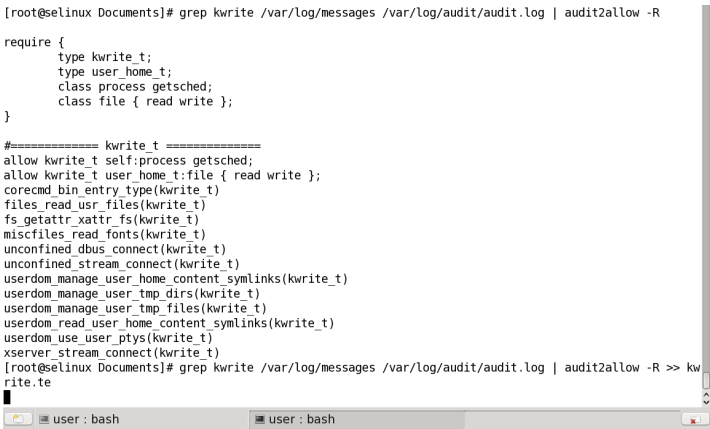 [root@selinux Documents]# grep kwrite /var/log/messages /var/log/audit/audit.log | audit2allow -R
require {
type kwrite_t;
type user_home_t;
class process getsched;
class file { read write };
}
#============= kwrite_t ==============
allow kwrite_t self:process getsched;
allow kwrite_t user_home_t:file { read write };
corecmd_bin_entry_type(kwrite_t)
files_read_usr_files(kwrite_t)
fs_getattr_xattr_fs(kwrite_t)
miscfiles_read_fonts(kwrite_t)
unconfined_dbus_connect(kwrite_t)
unconfined_stream_connect(kwrite_t)
userdom_manage_user_home_content_symlinks(kwrite_t)
userdom_manage_user_tmp_dirs(kwrite_t)
userdom_manage_user_tmp_files(kwrite_t)
userdom_read_user_home_content_symlinks(kwrite_t)
userdom_use_user_ptys(kwrite_t)
xserver_stream_connect(kwrite_t)
[root@selinux Documents]# grep kwrite /var/log/messages /var/log/audit/audit.log | audit2allow -R >> kw
rite.te
user : bash
user : bash